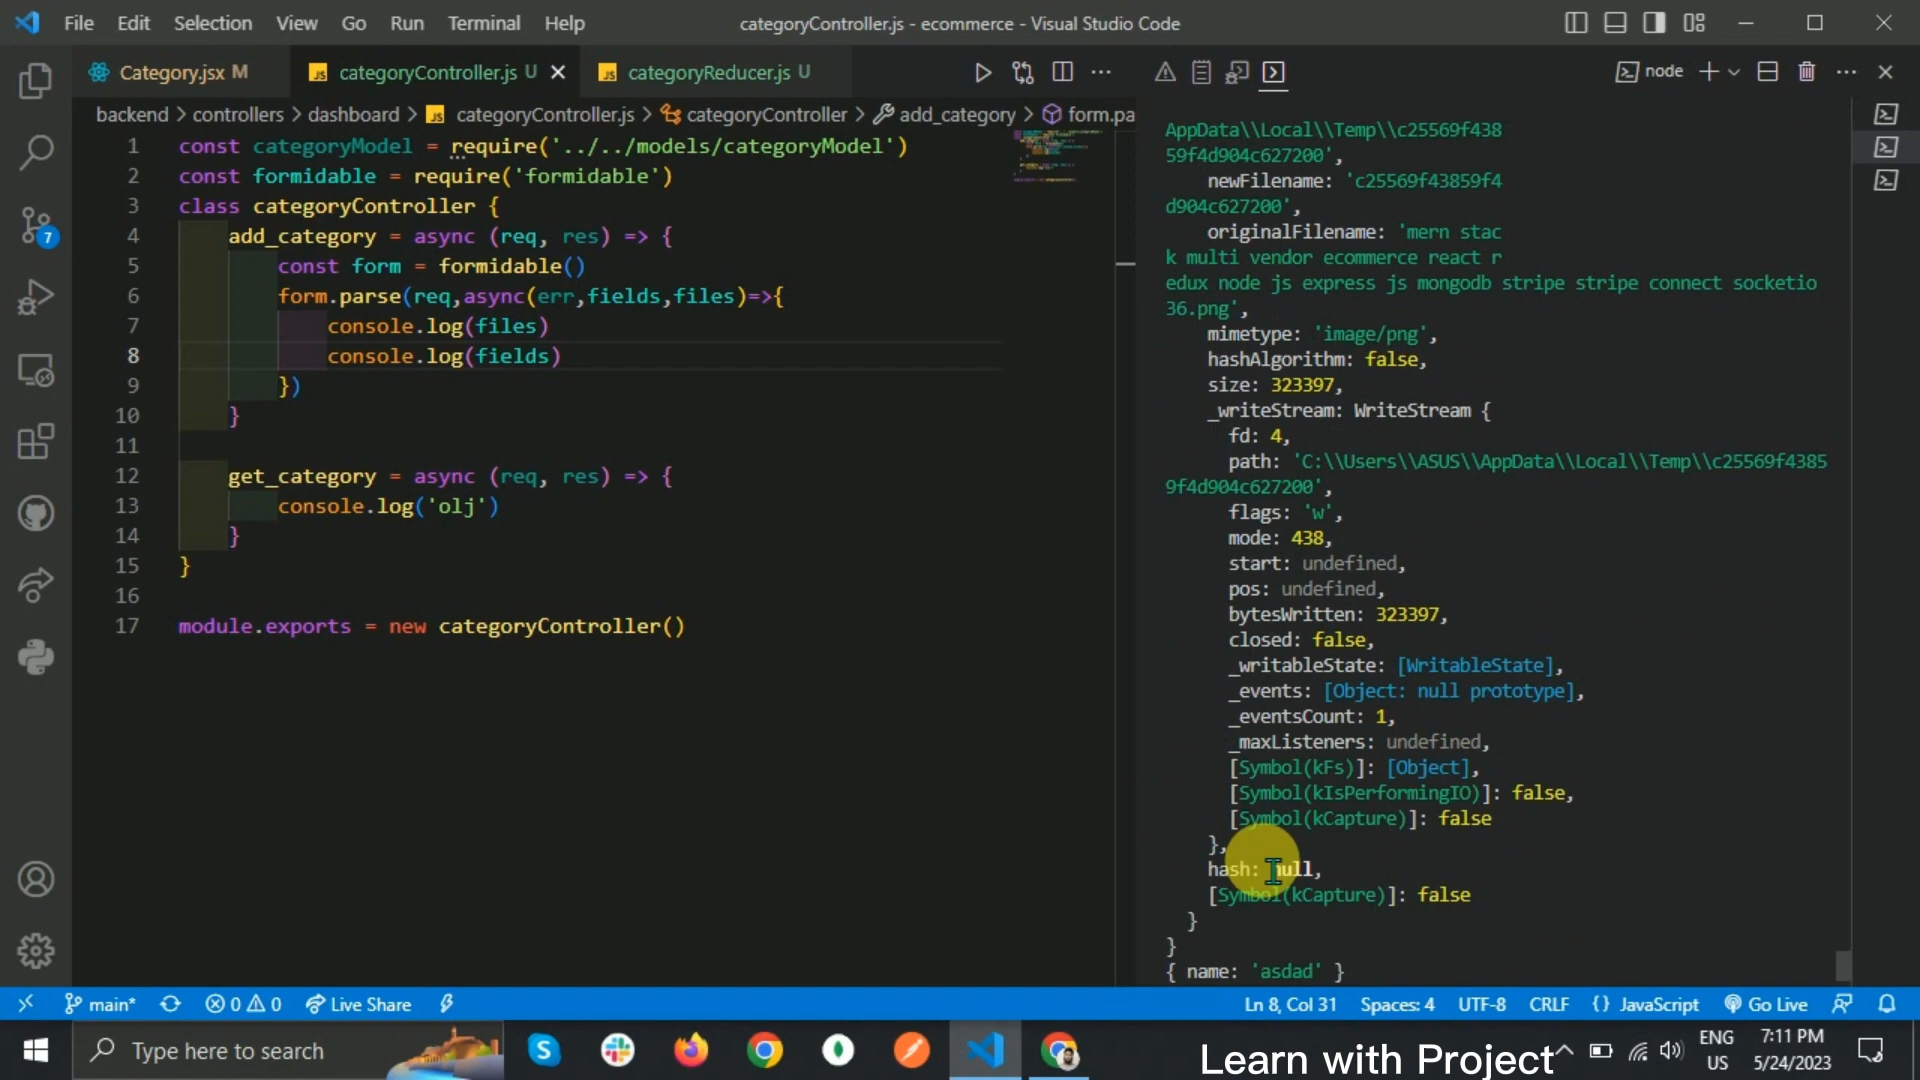 File Edit Selection View Go Run Terminal Help
categoryController.js - ecommerce - Visual Studio Code
Category.jsx M
categoryController.js U
categoryReducer.js U
node
backend > controllers > dashboard > categoryController.js > categoryController > add_category > form.pa
1 const categoryModel = require('../../models/categoryModel')
2 const formidable = require('formidable')
3 class categoryController {
4 add_category = async (req, res) => {
5 const form = formidable()
6 form.parse(req,async(err,fields,files)=>{
7 console.log(files)
8 console.log(fields)
9 })
10 }
11
12 get_category = async (req, res) => {
13 console.log('olj')
14 }
15 }
16
17 module.exports = new categoryController()
AppData\\Local\\Temp\\c25569f438
59f4d904c627200',
newFilename: 'c25569f43859f4
d904c627200',
originalFilename: 'mern stac
k multi vendor ecommerce react r
edux node js express js mongodb stripe stripe connect socketio
36.png',
mimetype: 'image/png',
hashAlgorithm: false,
size: 323397,
_writeStream: WriteStream {
fd: 4,
path: 'C:\\Users\\ASUS\\AppData\\Local\\Temp\\c25569f4385
9f4d904c627200',
flags: 'w',
mode: 438,
start: undefined,
pos: undefined,
bytesWritten: 323397,
closed: false,
_writableState: [WritableState],
_events: [Object: null prototype],
_eventsCount: 1,
_maxListeners: undefined,
[Symbol(kFs)]: [Object],
[Symbol(kIsPerformingIO)]: false,
[Symbol(kCapture)]: false
},
hash: null,
[Symbol(kCapture)]: false
}
}
{ name: 'asdad' }
7
main* 0 0 Live Share
Ln 8, Col 31 Spaces: 4 UTF-8 CRLF {} JavaScript Go Live
Type here to search
Learn with Project
ENG
US
7:11 PM
5/24/2023